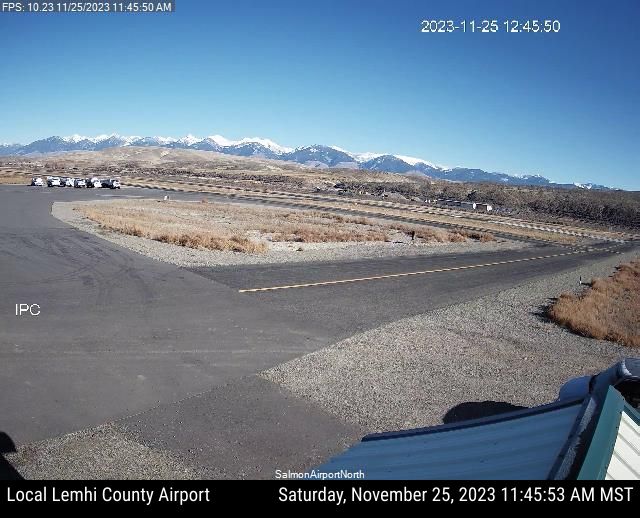 FPS: 10.23 11/25/2023 11:45:50 AM
2023-11-25 12:45:50
IPC
SalmonAirportNorth
Local Lemhi County Airport Saturday, November 25, 2023 11:45:53 AM MST